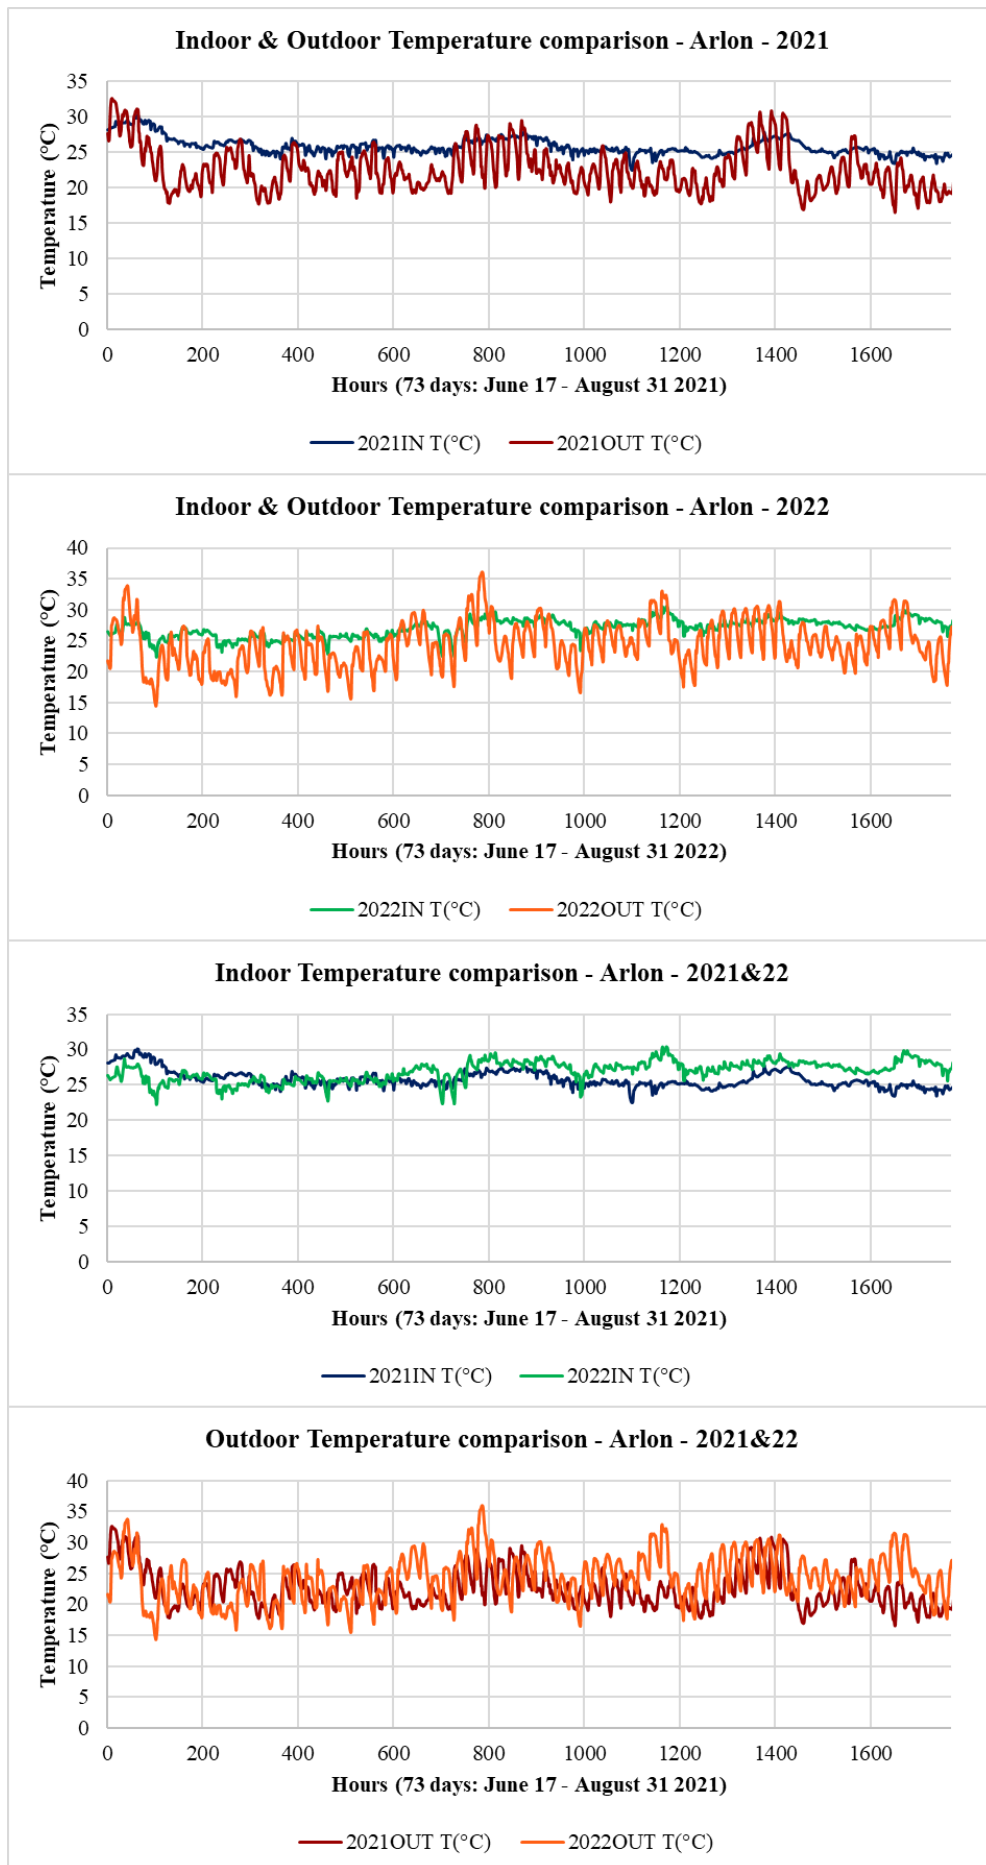 Indoor & Outdoor Temperature comparison - Arlon - 2021
35
30
25
20
15
10
5
0
Temperature (°C)
0 200 400 600 800 1000 1200 1400 1600
Hours (73 days: June 17 - August 31 2021)
2021IN T(°C) 2021OUT T(°C)
Indoor & Outdoor Temperature comparison - Arlon - 2022
40
35
30
25
20
15
10
5
0
Temperature (°C)
0 200 400 600 800 1000 1200 1400 1600
Hours (73 days: June 17 - August 31 2022)
2022IN T(°C) 2022OUT T(°C)
Indoor Temperature comparison - Arlon - 2021&22
35
30
25
20
15
10
5
0
Temperature (°C)
0 200 400 600 800 1000 1200 1400 1600
Hours (73 days: June 17 - August 31 2021)
2021IN T(°C) 2022IN T(°C)
Outdoor Temperature comparison - Arlon - 2021&22
40
35
30
25
20
15
10
5
0
Temperature (°C)
0 200 400 600 800 1000 1200 1400 1600
Hours (73 days: June 17 - August 31 2021)
2021OUT T(°C) 2022OUT T(°C)